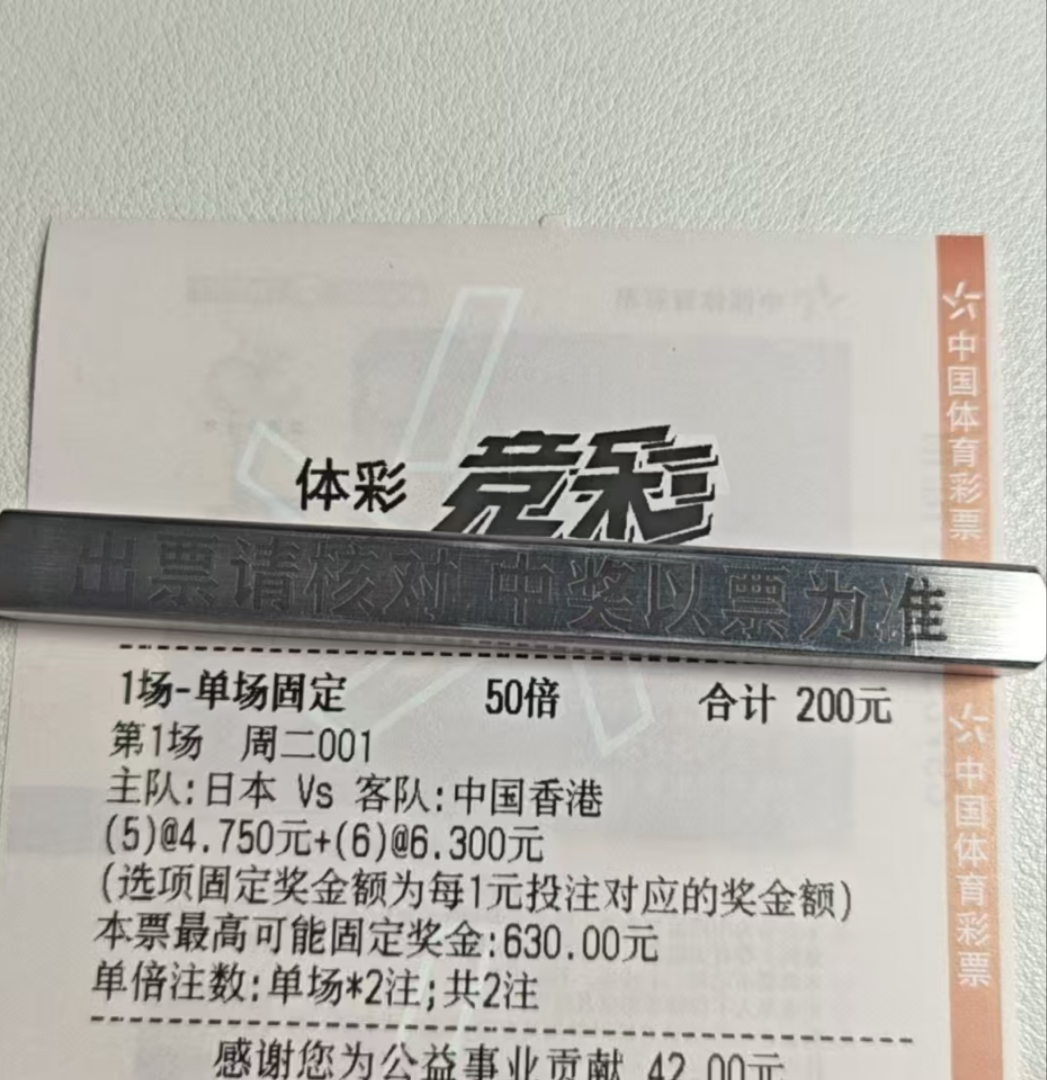 体彩 竞彩
出票请核对 中奖以票为准
1场-单场固定 50倍 合计 200元
第1场 周二001
主队:日本 Vs 客队:中国香港
(5)@4.750元+(6)@6.300元
(选项固定奖金额为每1元投注对应的奖金额)
本票最高可能固定奖金:630.00元
单倍注数:单场*2注;共2注
感谢您为公益事业贡献 42.00元
中国体育彩票
中国体育彩票